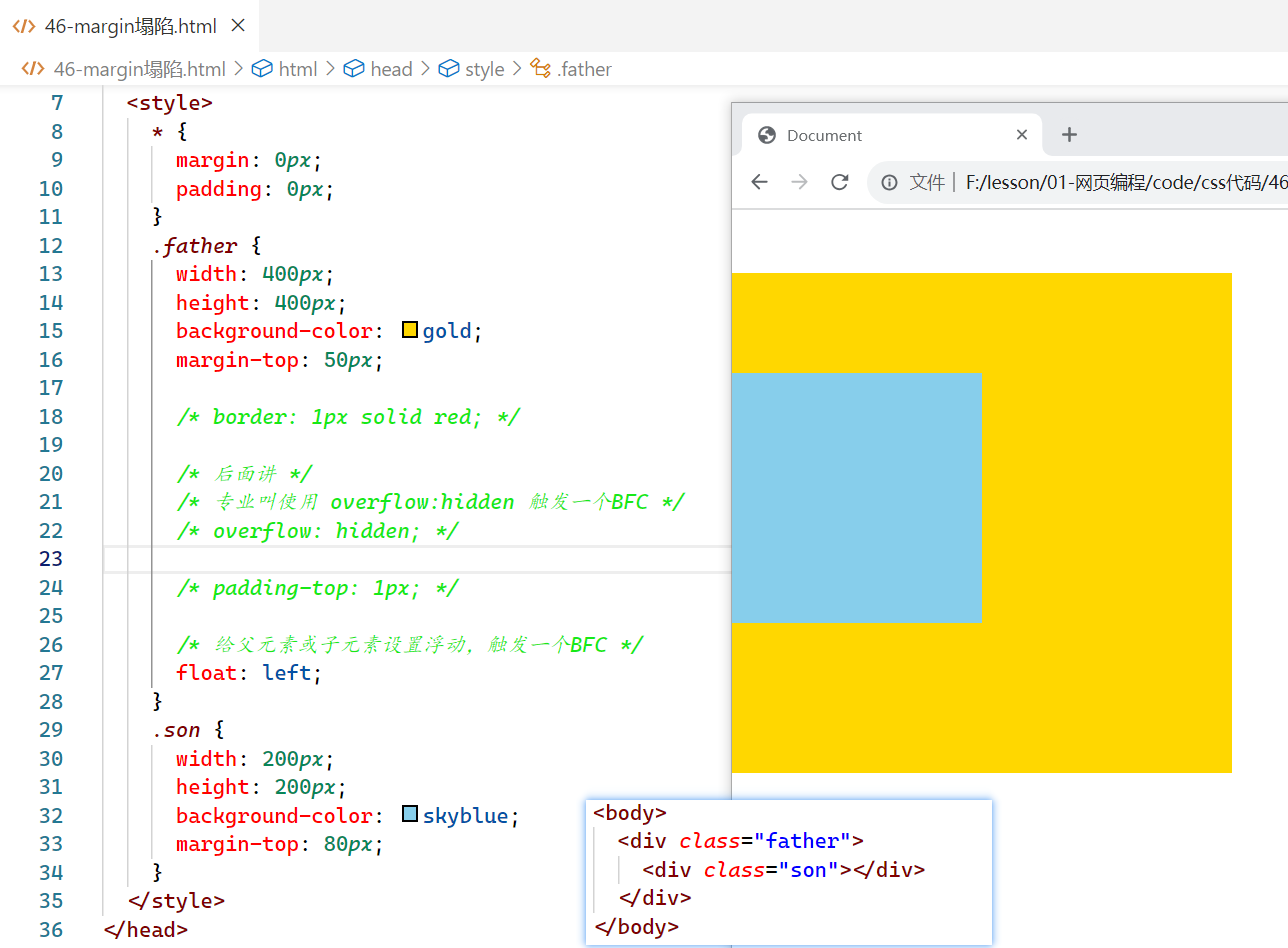 46-margin塌陷.html
46-margin塌陷.html > html > head > style > .father
7 <style>
8 * {
9 margin: 0px;
10 padding: 0px;
11 }
12 .father {
13 width: 400px;
14 height: 400px;
15 background-color: gold;
16 margin-top: 50px;
17
18 /* border: 1px solid red; */
19
20 /* 后面讲 */
21 /* 专业叫使用 overflow:hidden 触发一个BFC */
22 /* overflow: hidden; */
23
24 /* padding-top: 1px; */
25
26 /* 给父元素或子元素设置浮动，触发一个BFC */
27 float: left;
28 }
29 .son {
30 width: 200px;
31 height: 200px;
32 background-color: skyblue;
33 margin-top: 80px;
34 }
35 </style>
36 </head>
Document
文件 | F:/lesson/01-网页编程/code/css代码/46
<body>
<div class="father">
<div class="son"></div>
</div>
</body>